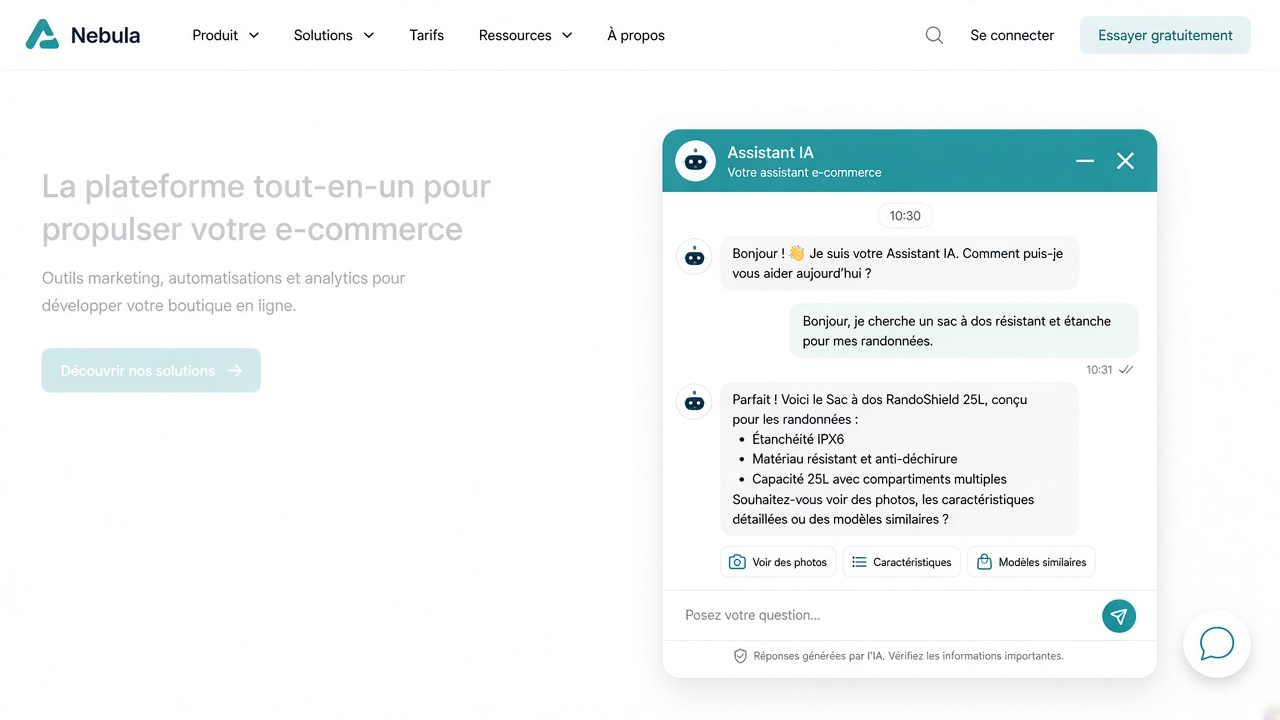 Nebula
Produit
Solutions
Tarifs
Ressources
À propos
Se connecter
Essayer gratuitement
La plateforme tout-en-un pour
propulser votre e-commerce
Outils marketing, automatisations et analytics pour
développer votre boutique en ligne.
Découvrir nos solutions
Assistant IA
Votre assistant e-commerce
10:30
Bonjour ! 👋 Je suis votre Assistant IA. Comment puis-je
vous aider aujourd'hui ?
Bonjour, je cherche un sac à dos résistant et étanche
pour mes randonnées.
10:31
Parfait ! Voici le Sac à dos RandoShield 25L, conçu
pour les randonnées :
• Étanchéité IPX6
• Matériau résistant et anti-déchirure
• Capacité 25L avec compartiments multiples
Souhaitez-vous voir des photos, les caractéristiques
détaillées ou des modèles similaires ?
Voir des photos
Caractéristiques
Modèles similaires
Posez votre question...
Réponses générées par l'IA. Vérifiez les informations importantes.